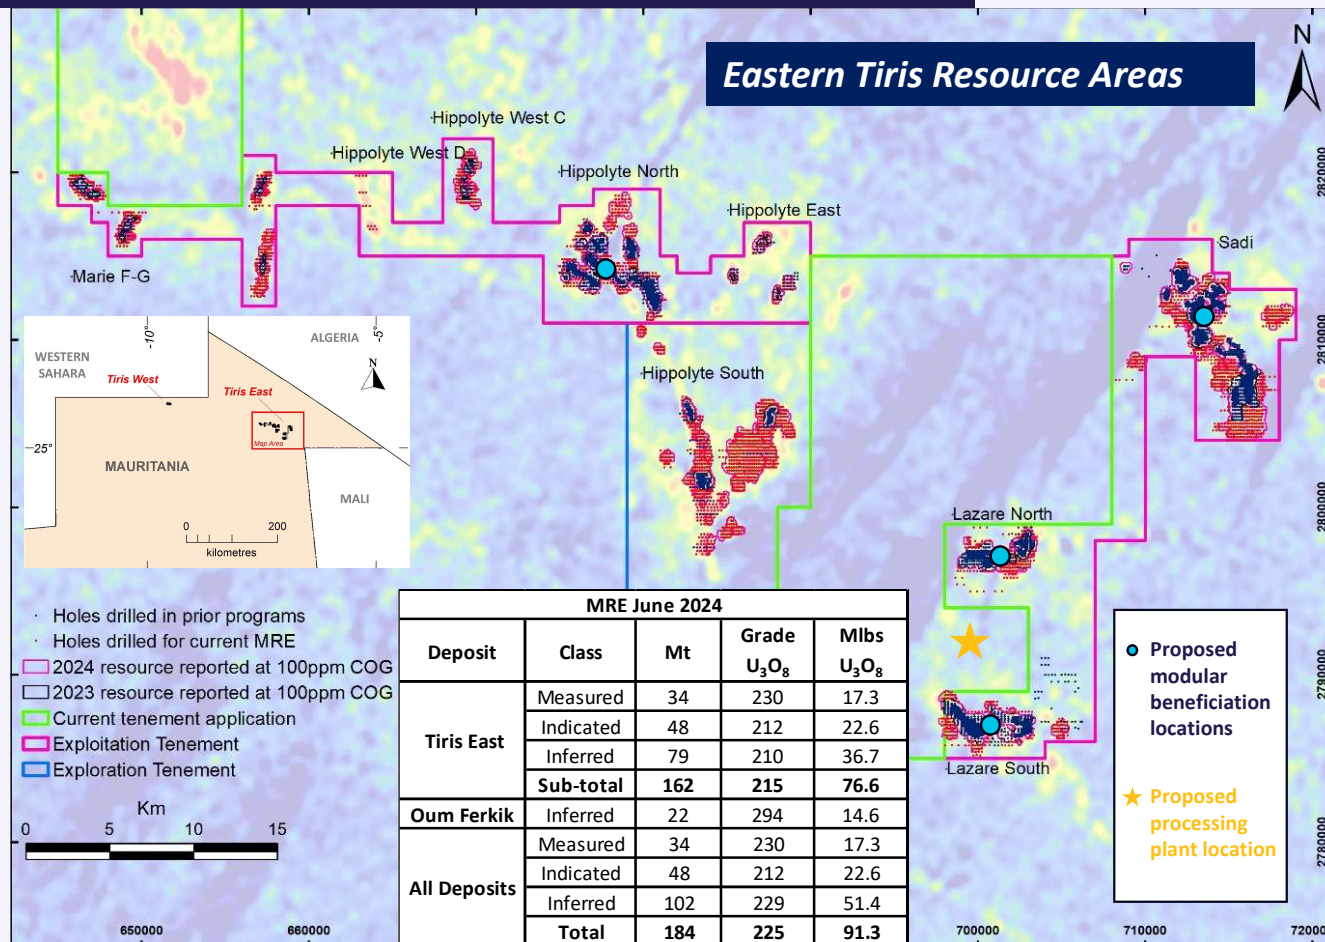 Eastern Tiris Resource Areas
N
Hippolyte West C
Hippolyte West D
Hippolyte North
Hippolyte East
Sadi
Marie F-G
Hippolyte South
Lazare North
Lazare South
2820000
2810000
2800000
2790000
2780000
650000
660000
700000
710000
720000
-10°
-5°
ALGERIA
N
WESTERN
SAHARA
Tiris West
Tiris East
Map Area
25°
MAURITANIA
MALI
0 200
kilometres
Holes drilled in prior programs
Holes drilled for current MRE
2024 resource reported at 100ppm COG
2023 resource reported at 100ppm COG
Current tenement application
Exploitation Tenement
Exploration Tenement
Km
0 5 10 15
MRE June 2024
Deposit Class Mt Grade U₃O₈ Mlbs U₃O₈
Tiris East Measured 34 230 17.3
Indicated 48 212 22.6
Inferred 79 210 36.7
Sub-total 162 215 76.6
Oum Ferkik Inferred 22 294 14.6
All Deposits Measured 34 230 17.3
Indicated 48 212 22.6
Inferred 102 229 51.4
Total 184 225 91.3
Proposed
modular
beneficiation
locations
Proposed
processing
plant location